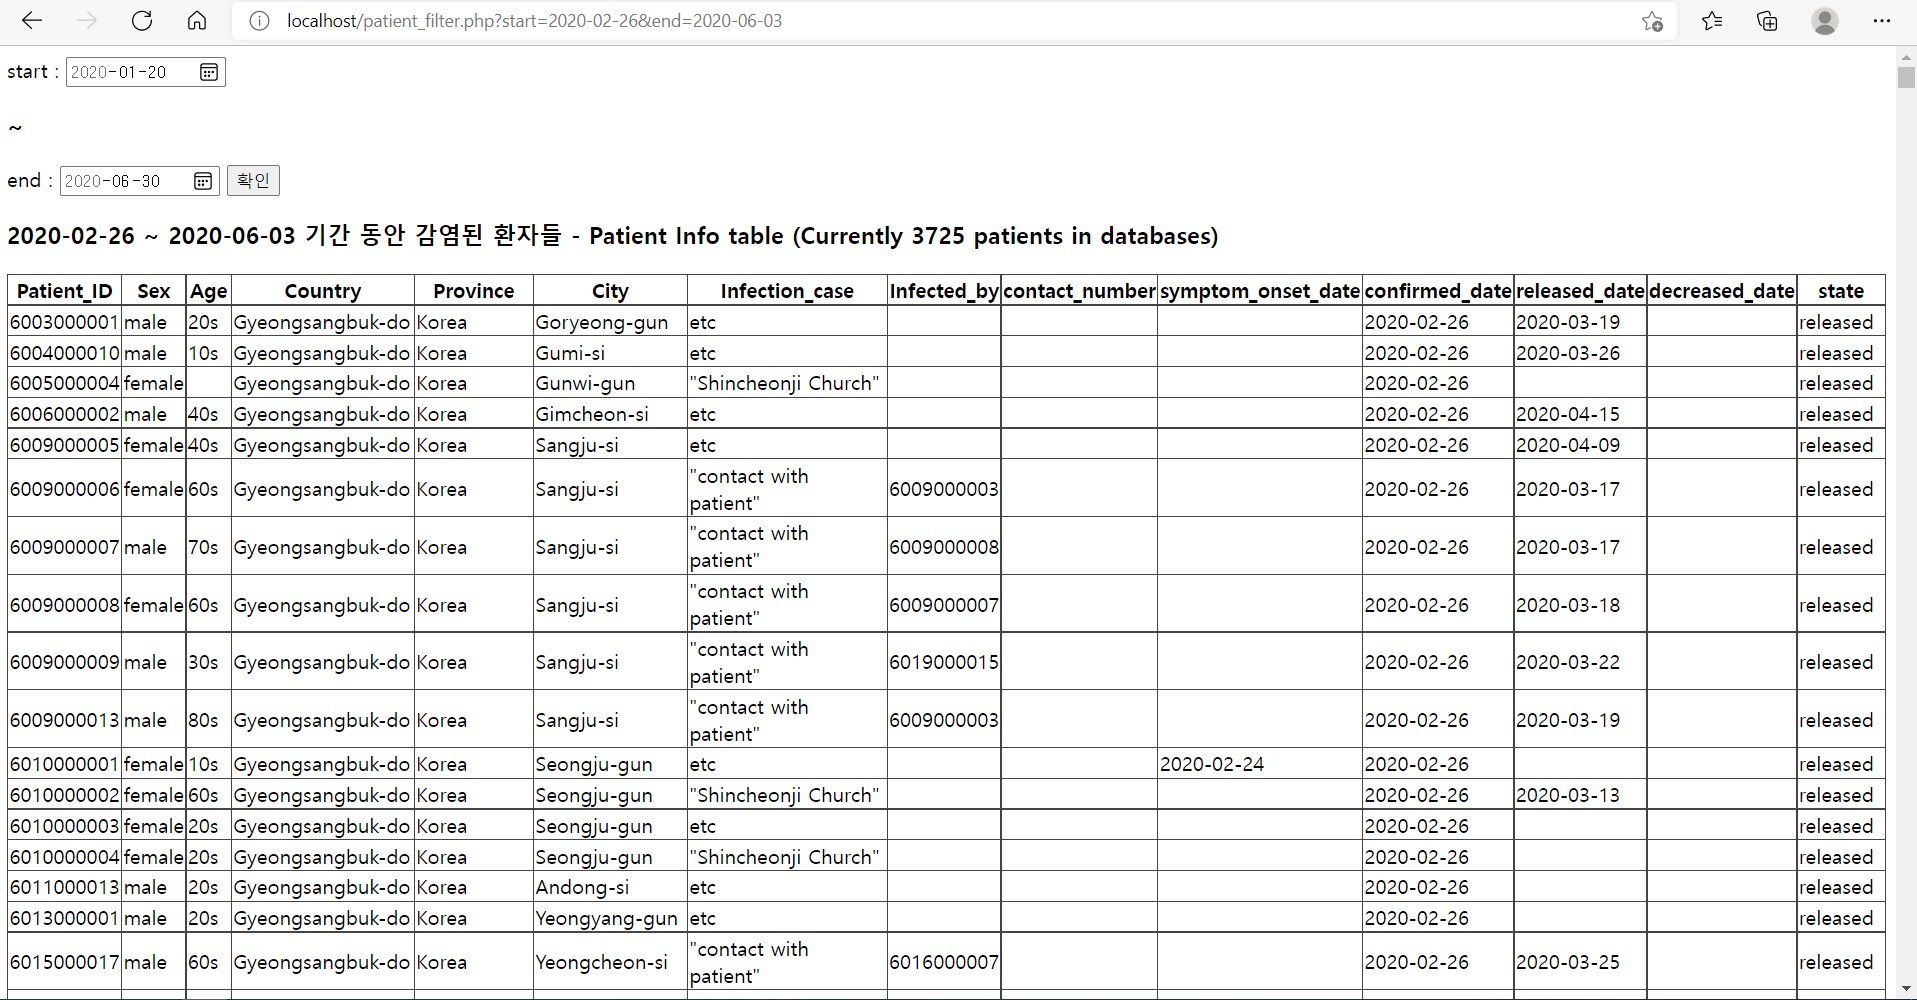 localhost/patient_filter.php?start=2020-02-26&end=2020-06-03
start : 2020-01-20
~
end : 2020-06-30 확인
2020-02-26 ~ 2020-06-03 기간 동안 감염된 환자들 - Patient Info table (Currently 3725 patients in databases)
Patient_ID Sex Age Country Province City Infection_case Infected_by contact_number symptom_onset_date confirmed_date released_date decreased_date state
6003000001 male 20s Gyeongsangbuk-do Korea Goryeong-gun etc 2020-02-26 2020-03-19 released
6004000010 male 10s Gyeongsangbuk-do Korea Gumi-si etc 2020-02-26 2020-03-26 released
6005000004 female Gyeongsangbuk-do Korea Gunwi-gun "Shincheonji Church" 2020-02-26 released
6006000002 male 40s Gyeongsangbuk-do Korea Gimcheon-si etc 2020-02-26 2020-04-15 released
6009000005 female 40s Gyeongsangbuk-do Korea Sangju-si etc 2020-02-26 2020-04-09 released
6009000006 female 60s Gyeongsangbuk-do Korea Sangju-si "contact with patient" 6009000003 2020-02-26 2020-03-17 released
6009000007 male 70s Gyeongsangbuk-do Korea Sangju-si "contact with patient" 6009000008 2020-02-26 2020-03-17 released
6009000008 female 60s Gyeongsangbuk-do Korea Sangju-si "contact with patient" 6009000007 2020-02-26 2020-03-18 released
6009000009 male 30s Gyeongsangbuk-do Korea Sangju-si "contact with patient" 6019000015 2020-02-26 2020-03-22 released
6009000013 male 80s Gyeongsangbuk-do Korea Sangju-si "contact with patient" 6009000003 2020-02-26 2020-03-19 released
6010000001 female 10s Gyeongsangbuk-do Korea Seongju-gun etc 2020-02-24 2020-02-26 released
6010000002 female 60s Gyeongsangbuk-do Korea Seongju-gun "Shincheonji Church" 2020-02-26 2020-03-13 released
6010000003 female 20s Gyeongsangbuk-do Korea Seongju-gun etc 2020-02-26 released
6010000004 female 20s Gyeongsangbuk-do Korea Seongju-gun "Shincheonji Church" 2020-02-26 released
6011000013 male 20s Gyeongsangbuk-do Korea Andong-si etc 2020-02-26 released
6013000001 male 20s Gyeongsangbuk-do Korea Yeongyang-gun etc 2020-02-26 released
6015000017 male 60s Gyeongsangbuk-do Korea Yeongcheon-si "contact with patient" 6016000007 2020-02-26 2020-03-25 released